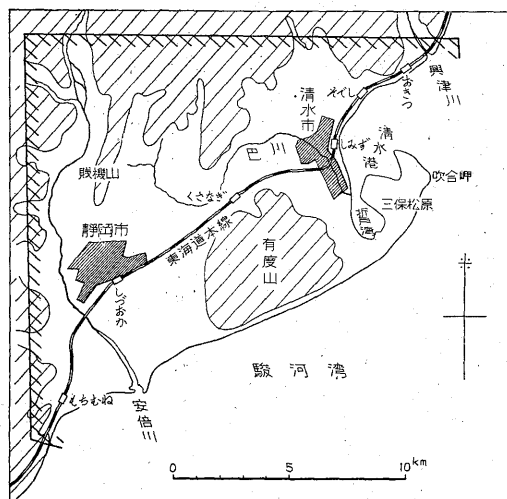 興津川
おきつ
そでし
清水市
しみず
清水港
巴川
吹合岬
賤機山
くさなぎ
三保松原
折戸湾
静岡市
東海道本線
有度山
しづおか
駿河湾
もちむね
安倍川
0 5 10 km